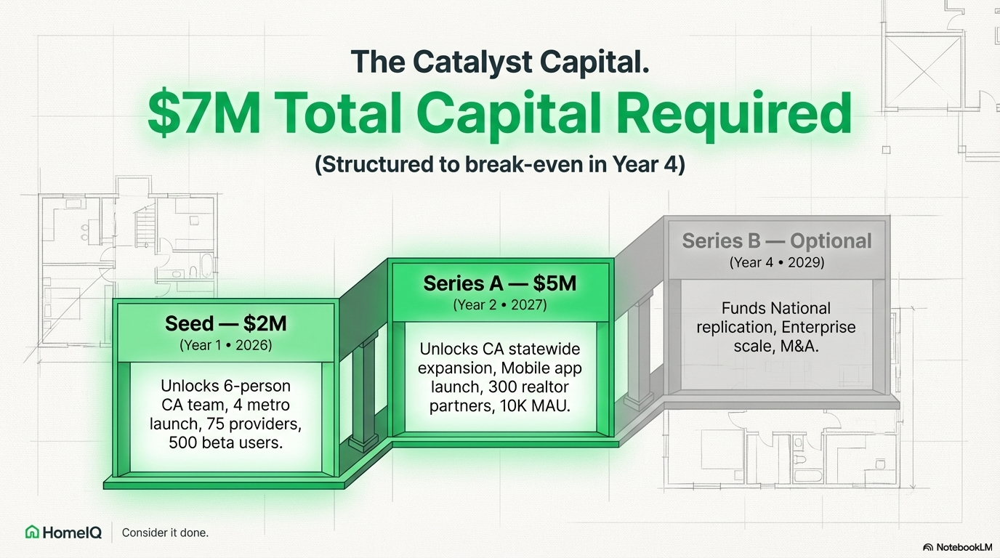 The Catalyst Capital.
$7M Total Capital Required
(Structured to break-even in Year 4)
Seed — $2M
(Year 1 • 2026)
Unlocks 6-person
CA team, 4 metro
launch, 75 providers,
500 beta users.
Series A — $5M
(Year 2 • 2027)
Unlocks CA statewide
expansion, Mobile app
launch, 300 realtor
partners, 10K MAU.
Series B — Optional
(Year 4 • 2029)
Funds National
replication, Enterprise
scale, M&A.
HomeIQ
Consider it done.
NotebookLM